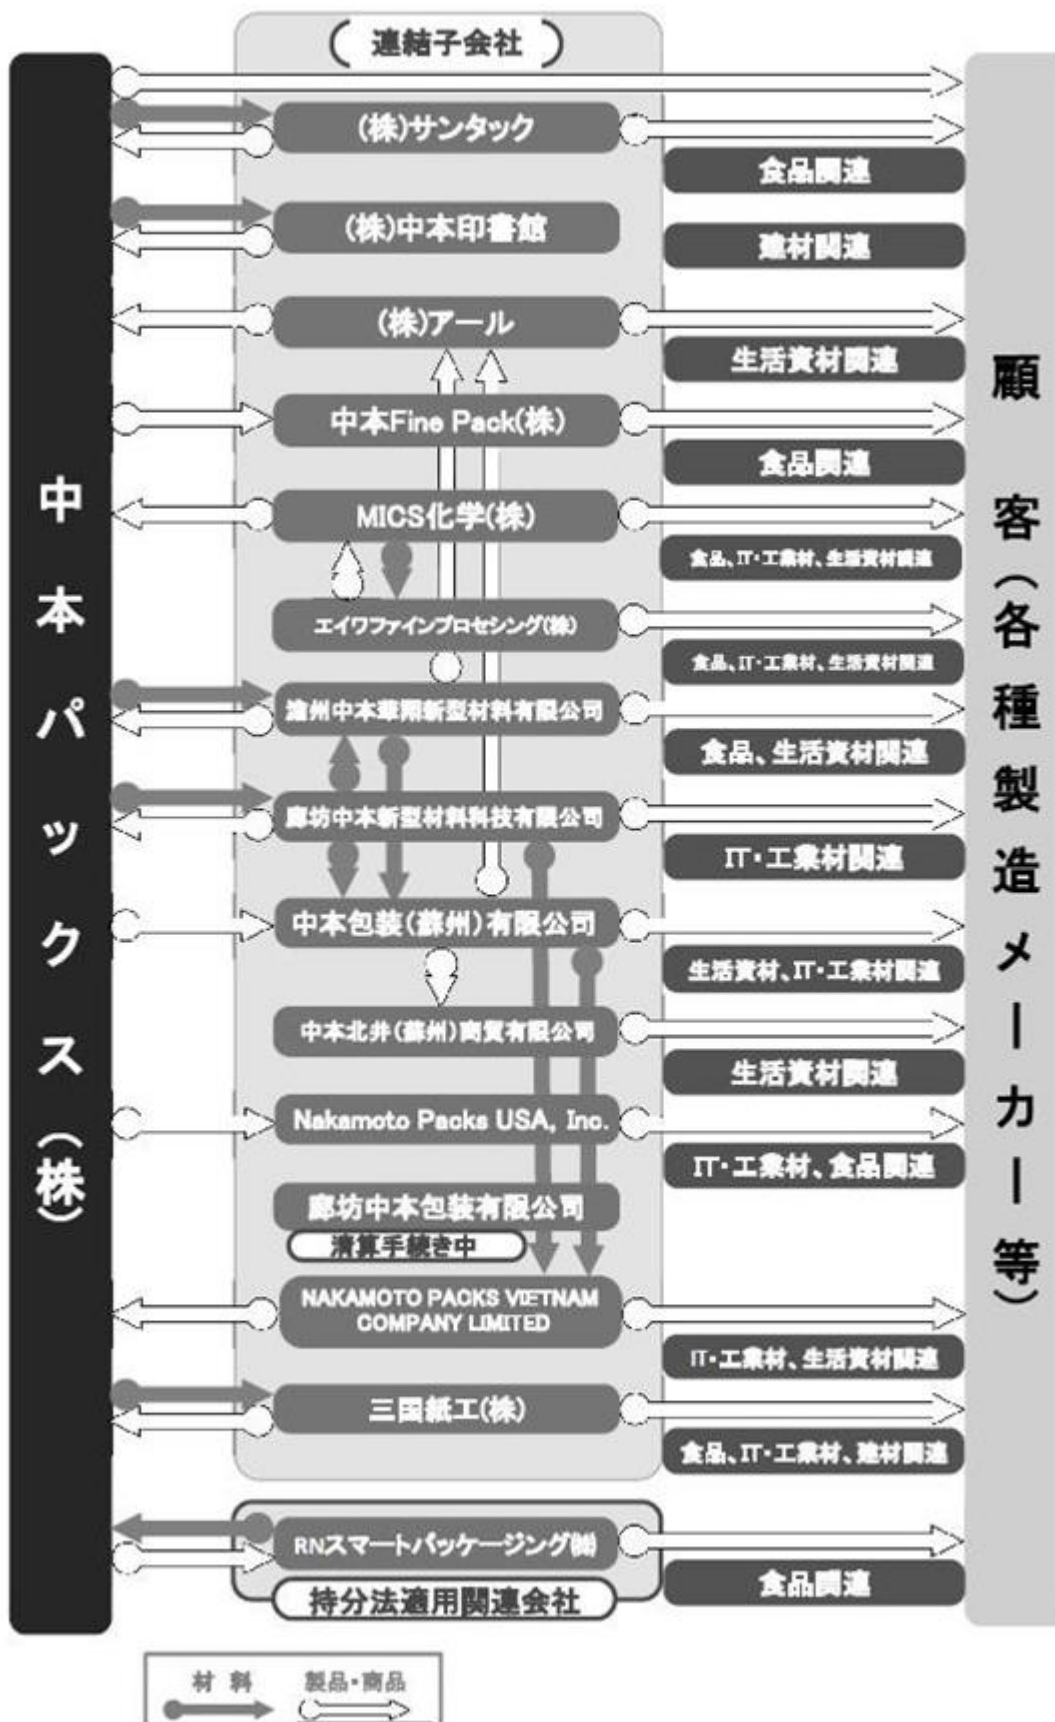 連結子会社
(株)サンタック
食品関連
(株)中本印書館
建材関連
(株)アール
生活資材関連
中本Fine Pack(株)
食品関連
MICS化学(株)
食品、IT・工業材、生活資材関連
エイワファインプロセシング(株)
食品、IT・工業材、生活資材関連
滄州中本華翔新型材料有限公司
食品、生活資材関連
廊坊中本新型材料科技有限公司
IT・工業材関連
中本包装(蘇州)有限公司
生活資材、IT・工業材関連
中本北井(蘇州)商貿有限公司
生活資材関連
Nakamoto Packs USA, Inc.
IT・工業材、食品関連
廊坊中本包装有限公司
清算手続き中
NAKAMOTO PACKS VIETNAM
COMPANY LIMITED
IT・工業材、生活資材関連
三国紙工(株)
食品、IT・工業材、建材関連
RNスマートパッケージング㈱
食品関連
持分法適用関連会社
中本パックス(株)
顧 客(各種製造メーカー等)
材 料 製品・商品